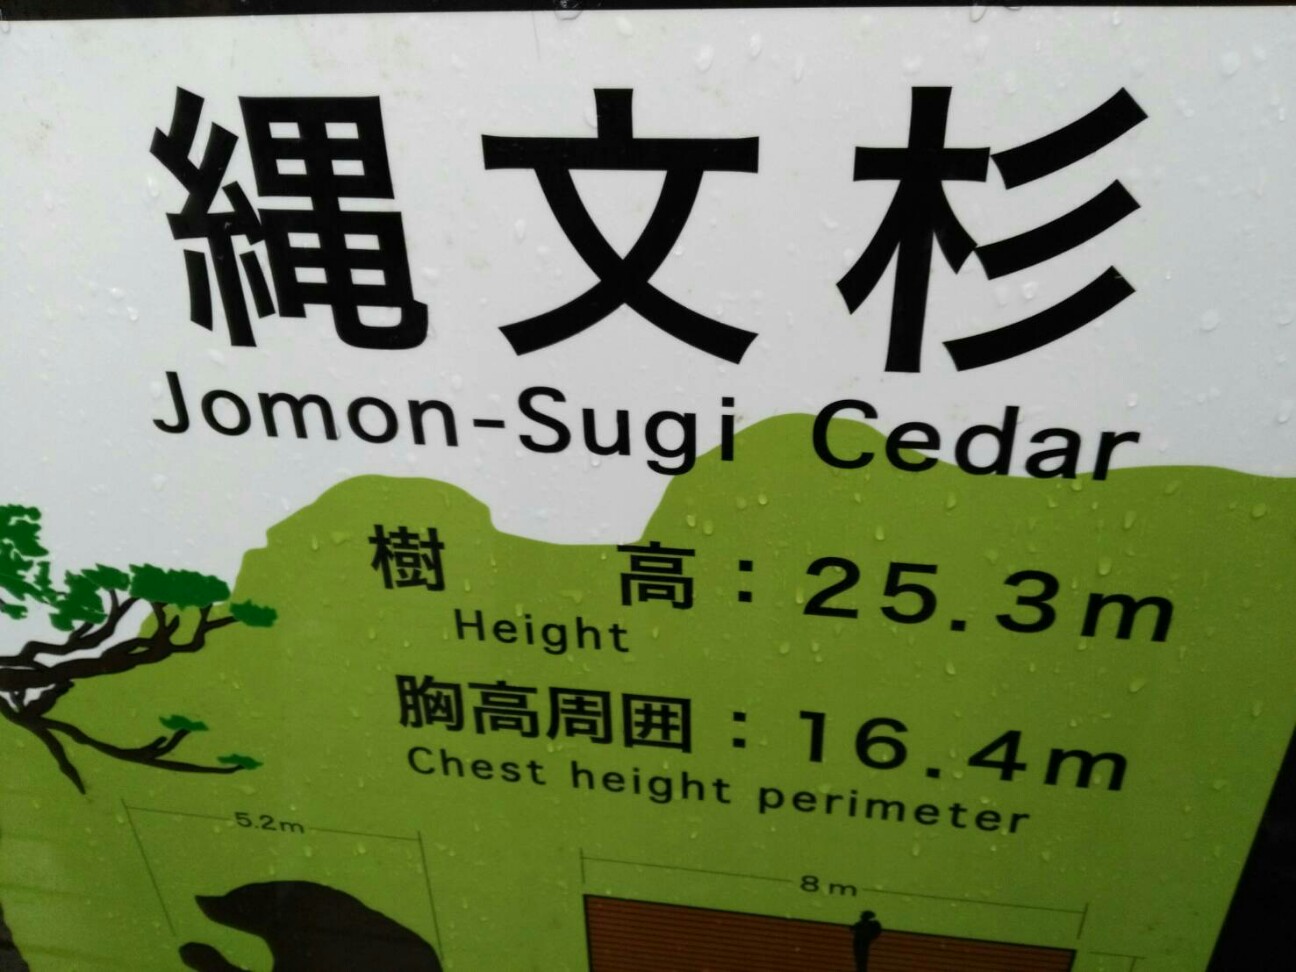 縄文杉
Jomon-Sugi Cedar
樹 高：25.3m
Height
胸高周囲：16.4m
Chest height perimeter
5.2m
8m